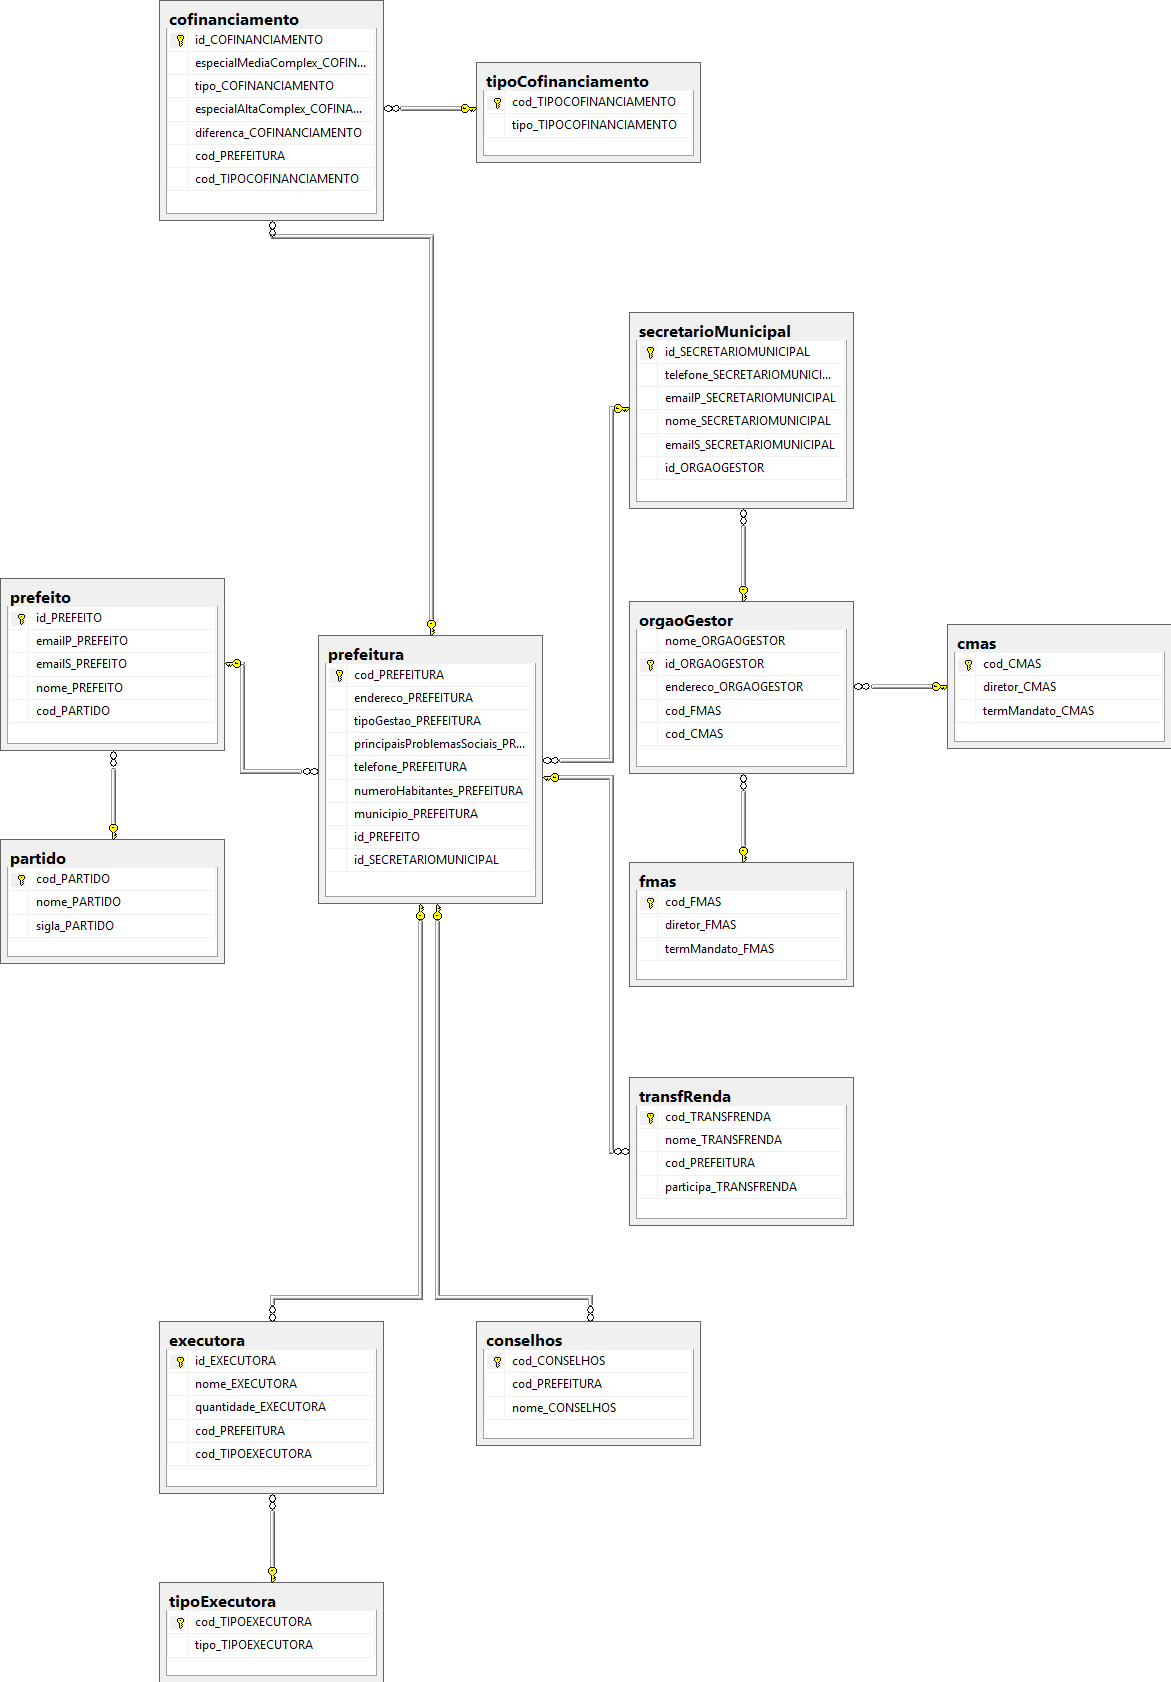 cofinanciamento
id_COFINANCIAMENTO
especialMediaComplex_COFIN...
tipo_COFINANCIAMENTO
especialAltaComplex_COFINA...
diferenca_COFINANCIAMENTO
cod_PREFEITURA
cod_TIPOCOFINANCIAMENTO
tipoCofinanciamento
cod_TIPOCOFINANCIAMENTO
tipo_TIPOCOFINANCIAMENTO
secretarioMunicipal
id_SECRETARIOMUNICIPAL
telefone_SECRETARIOMUNICI...
emailP_SECRETARIOMUNICIPAL
nome_SECRETARIOMUNICIPAL
emailS_SECRETARIOMUNICIPAL
id_ORGAOGESTOR
prefeito
id_PREFEITO
emailP_PREFEITO
emailS_PREFEITO
nome_PREFEITO
cod_PARTIDO
prefeitura
cod_PREFEITURA
endereco_PREFEITURA
tipoGestao_PREFEITURA
principaisProblemasSociais_PR...
telefone_PREFEITURA
numeroHabitantes_PREFEITURA
municipio_PREFEITURA
id_PREFEITO
id_SECRETARIOMUNICIPAL
orgaoGestor
nome_ORGAOGESTOR
id_ORGAOGESTOR
endereco_ORGAOGESTOR
cod_FMAS
cod_CMAS
cmas
cod_CMAS
diretor_CMAS
termMandato_CMAS
partido
cod_PARTIDO
nome_PARTIDO
sigla_PARTIDO
fmas
cod_FMAS
diretor_FMAS
termMandato_FMAS
transfRenda
cod_TRANSFRENDA
nome_TRANSFRENDA
cod_PREFEITURA
participa_TRANSFRENDA
executora
id_EXECUTORA
nome_EXECUTORA
quantidade_EXECUTORA
cod_PREFEITURA
cod_TIPOEXECUTORA
conselhos
cod_CONSELHOS
cod_PREFEITURA
nome_CONSELHOS
tipoExecutora
cod_TIPOEXECUTORA
tipo_TIPOEXECUTORA